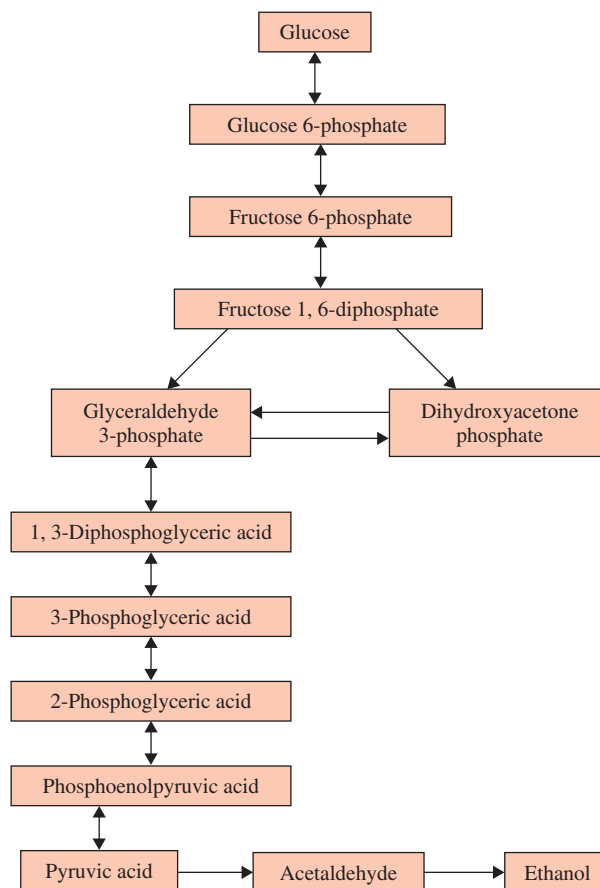 Glucose
Glucose 6-phosphate
Fructose 6-phosphate
Fructose 1, 6-diphosphate
Glyceraldehyde
3-phosphate
Dihydroxyacetone
phosphate
1, 3-Diphosphoglyceric acid
3-Phosphoglyceric acid
2-Phosphoglyceric acid
Phosphoenolpyruvic acid
Pyruvic acid
Acetaldehyde
Ethanol